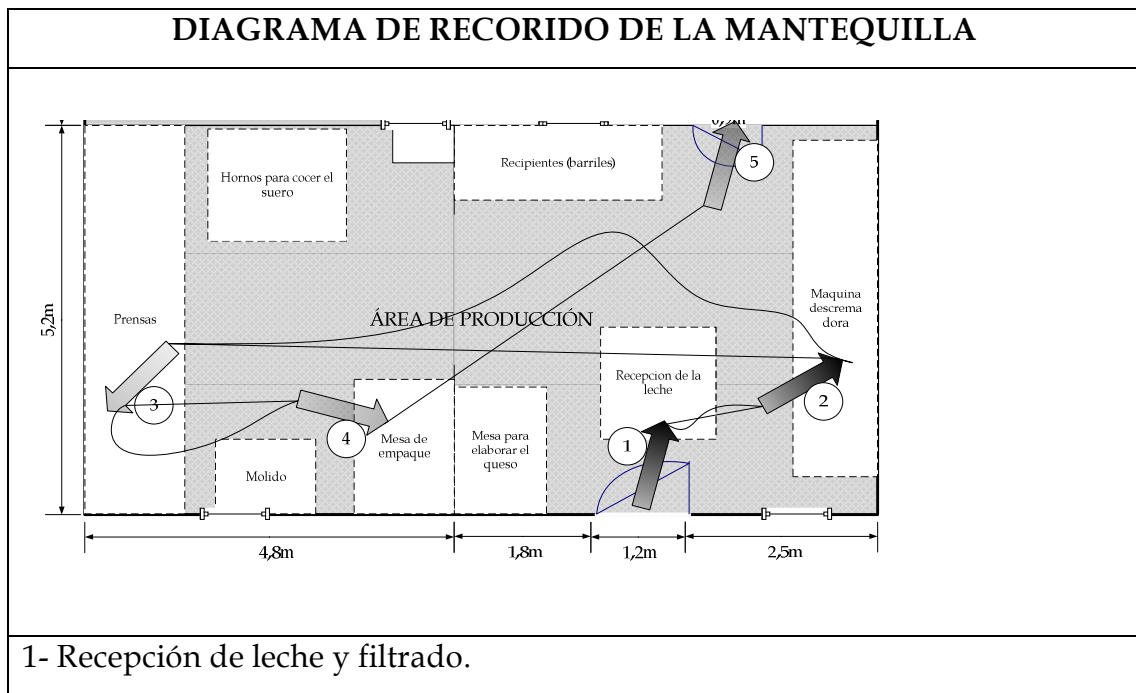 DIAGRAMA DE RECORIDO DE LA MANTEQUILLA
5
Recipientes (barriles)
Hornos para cocer el
suero
5,2m
Prensas
ÁREA DE PRODUCCIÓN
Maquina
descrema
dora
Recepcion de la
leche
3
2
4
1
Mesa de
empaque
Mesa para
elaborar el
queso
Molido
4,8m
1,8m
1,2m
2,5m
1- Recepción de leche y filtrado.